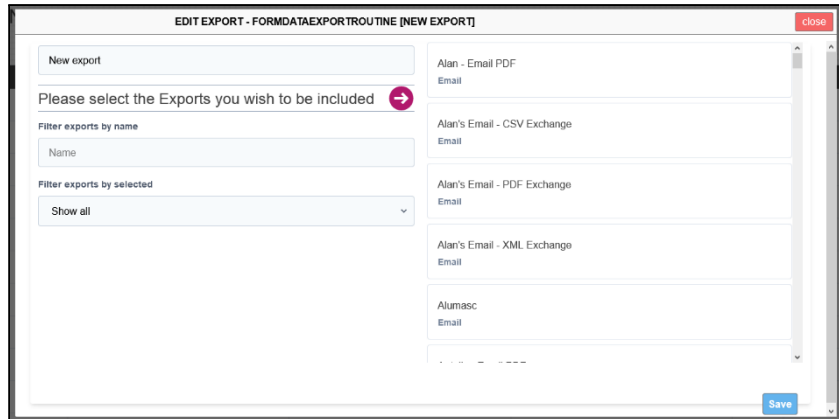 EDIT EXPORT - FORMDATAEXPORTROUTINE [NEW EXPORT]
close
New export
Please select the Exports you wish to be included
Filter exports by name
Name
Filter exports by selected
Show all
Alan - Email PDF
Email
Alan's Email - CSV Exchange
Email
Alan's Email - PDF Exchange
Email
Alan's Email - XML Exchange
Email
Alumasc
Email
Save